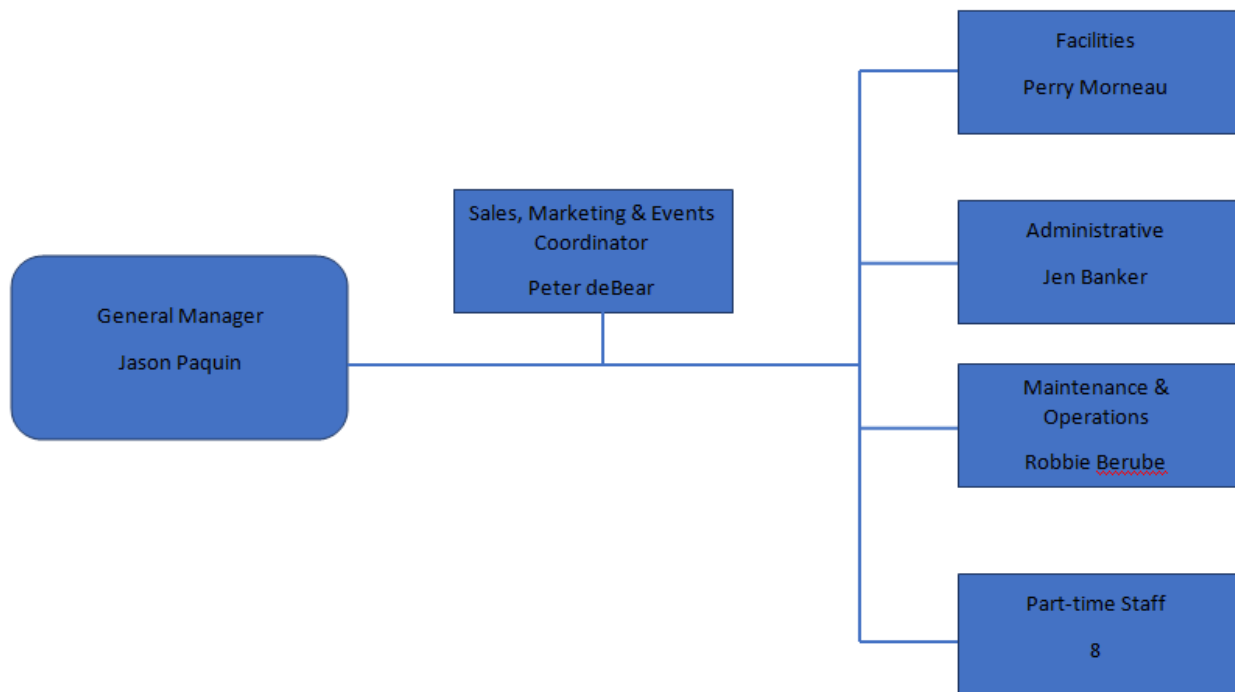 General Manager
Jason Paquin
Sales, Marketing & Events
Coordinator
Peter deBear
Facilities
Perry Morneau
Administrative
Jen Banker
Maintenance &
Operations
Robbie Berube
Part-time Staff
8